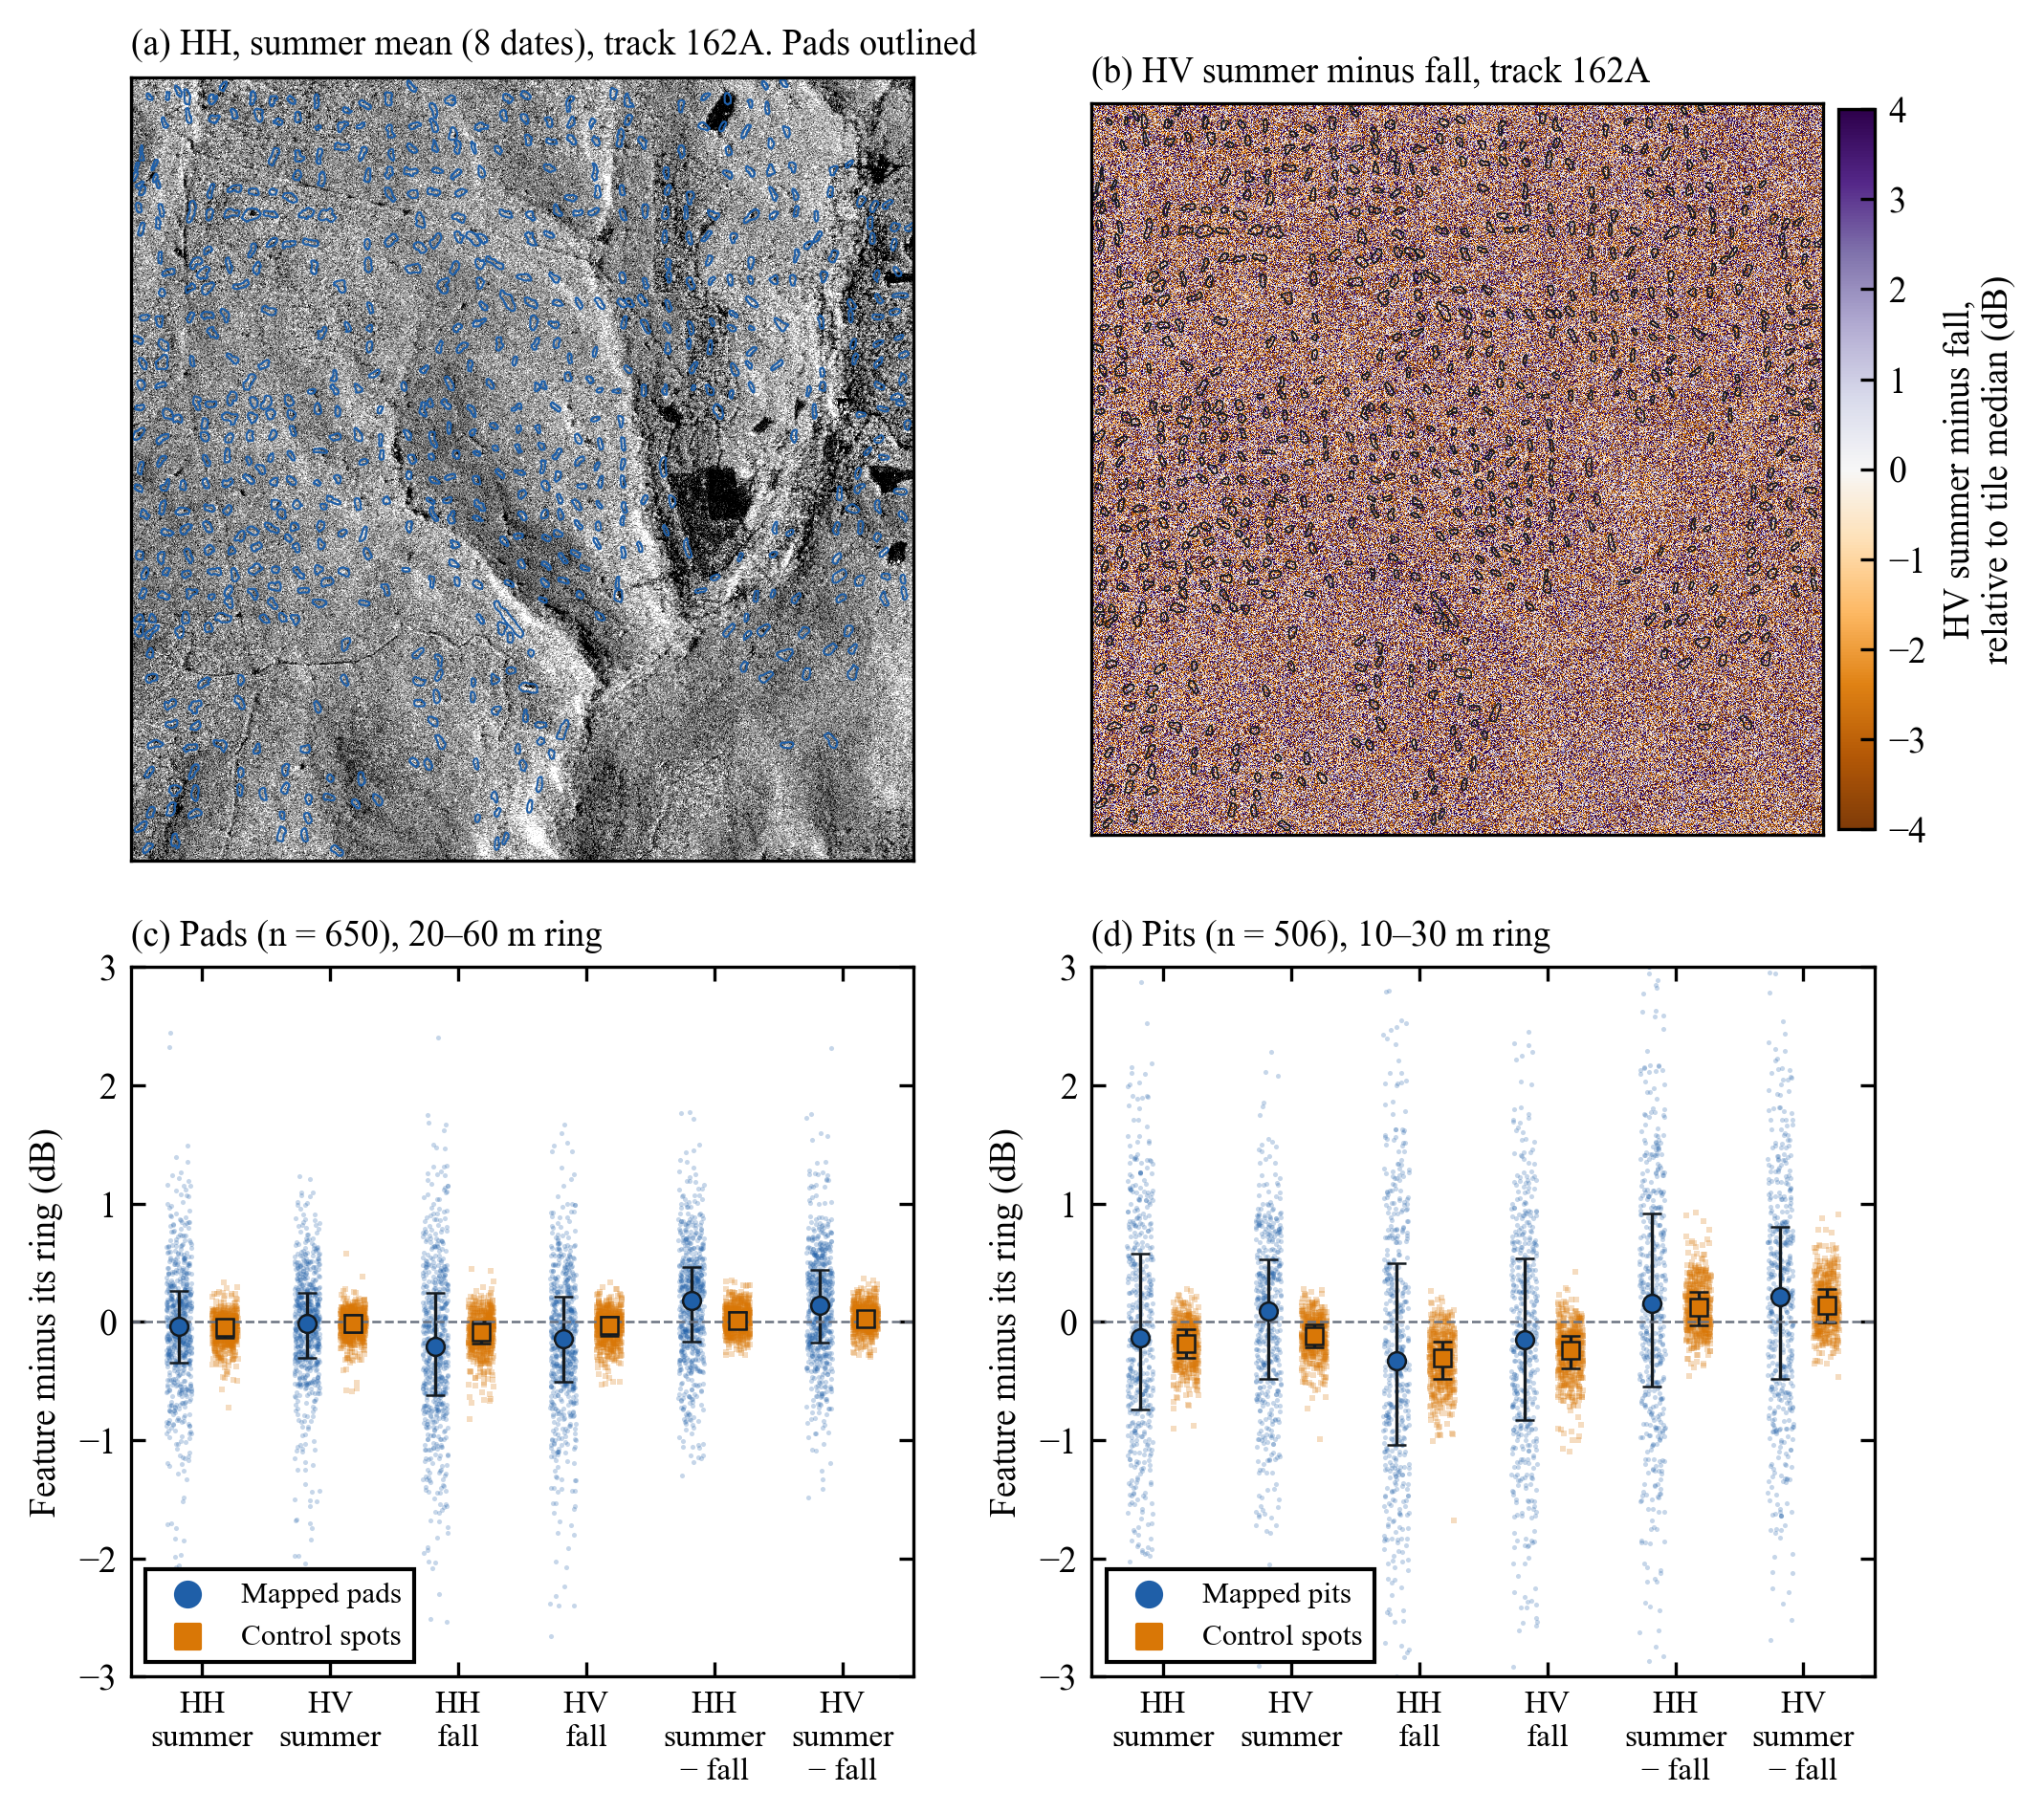 (a) HH, summer mean (8 dates), track 162A. Pads outlined
(b) HV summer minus fall, track 162A
4
3
2
1
0
−1
−2
−3
−4
HV summer minus fall,
relative to tile median (dB)
(c) Pads (n = 650), 20–60 m ring
3
2
1
0
−1
−2
−3
Feature minus its ring (dB)
Mapped pads
Control spots
HH
summer
HV
summer
HH
fall
HV
fall
HH
summer
− fall
HV
summer
− fall
(d) Pits (n = 506), 10–30 m ring
3
2
1
0
−1
−2
−3
Feature minus its ring (dB)
Mapped pits
Control spots
HH
summer
HV
summer
HH
fall
HV
fall
HH
summer
− fall
HV
summer
− fall